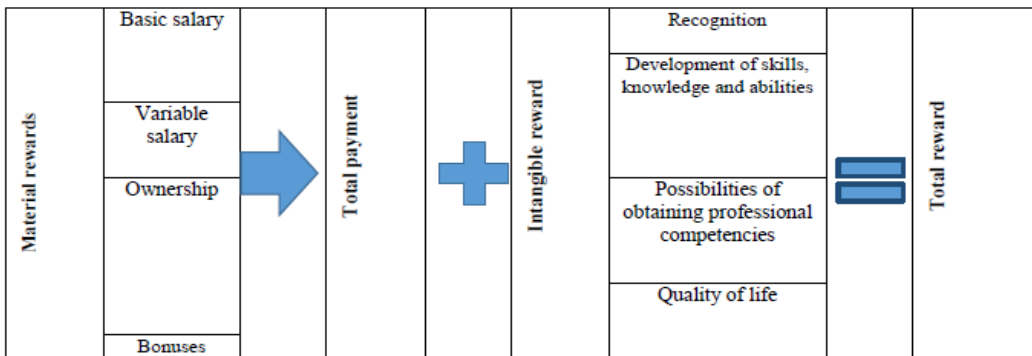 Material rewards
Basic salary
Variable
salary
Ownership
Bonuses
Total payment
Intangible reward
Recognition
Development of skills,
knowledge and abilities
Possibilities of
obtaining professional
competencies
Quality of life
Total reward